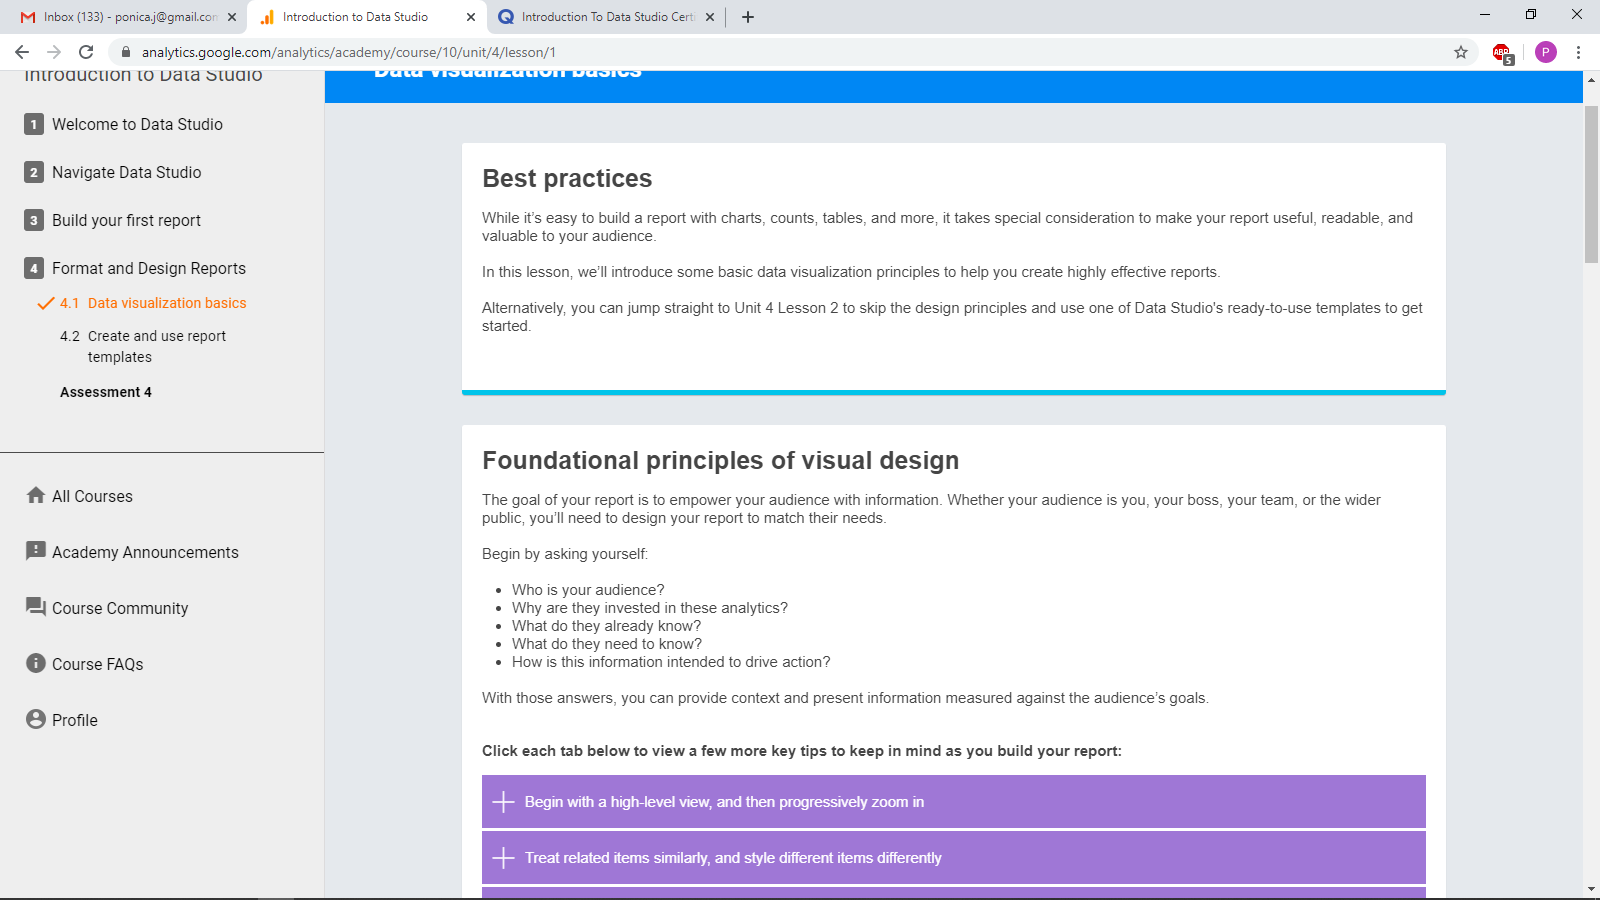 Inbox (133) - ponica.j@gmail.com
Introduction to Data Studio
Introduction To Data Studio Certi
analytics.google.com/analytics/academy/course/10/unit/4/lesson/1
ABP
5
P
Introduction to Data Studio
1 Welcome to Data Studio
2 Navigate Data Studio
3 Build your first report
4 Format and Design Reports
4.1 Data visualization basics
4.2 Create and use report
templates
Assessment 4
All Courses
Academy Announcements
Course Community
Course FAQs
Profile
Data visualization basics
Best practices
While it’s easy to build a report with charts, counts, tables, and more, it takes special consideration to make your report useful, readable, and
valuable to your audience.
In this lesson, we’ll introduce some basic data visualization principles to help you create highly effective reports.
Alternatively, you can jump straight to Unit 4 Lesson 2 to skip the design principles and use one of Data Studio's ready-to-use templates to get
started.
Foundational principles of visual design
The goal of your report is to empower your audience with information. Whether your audience is you, your boss, your team, or the wider
public, you’ll need to design your report to match their needs.
Begin by asking yourself:
• Who is your audience?
• Why are they invested in these analytics?
• What do they already know?
• What do they need to know?
• How is this information intended to drive action?
With those answers, you can provide context and present information measured against the audience’s goals.
Click each tab below to view a few more key tips to keep in mind as you build your report:
Begin with a high-level view, and then progressively zoom in
Treat related items similarly, and style different items differently